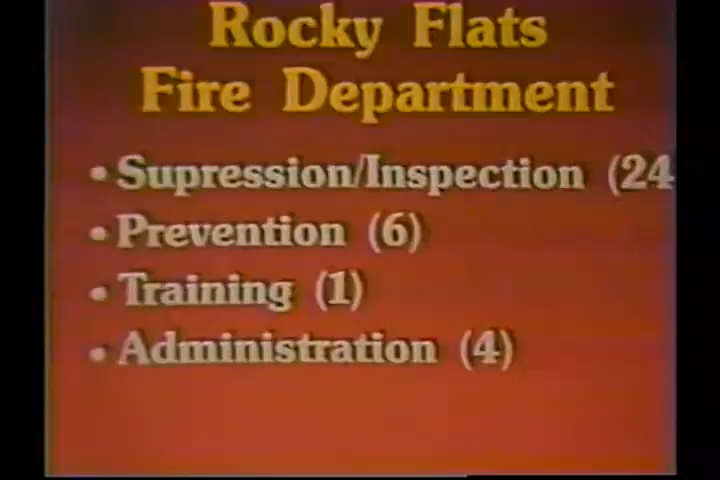 Rocky Flats
Fire Department
• Supression/Inspection (24
• Prevention (6)
• Training (1)
• Administration (4)